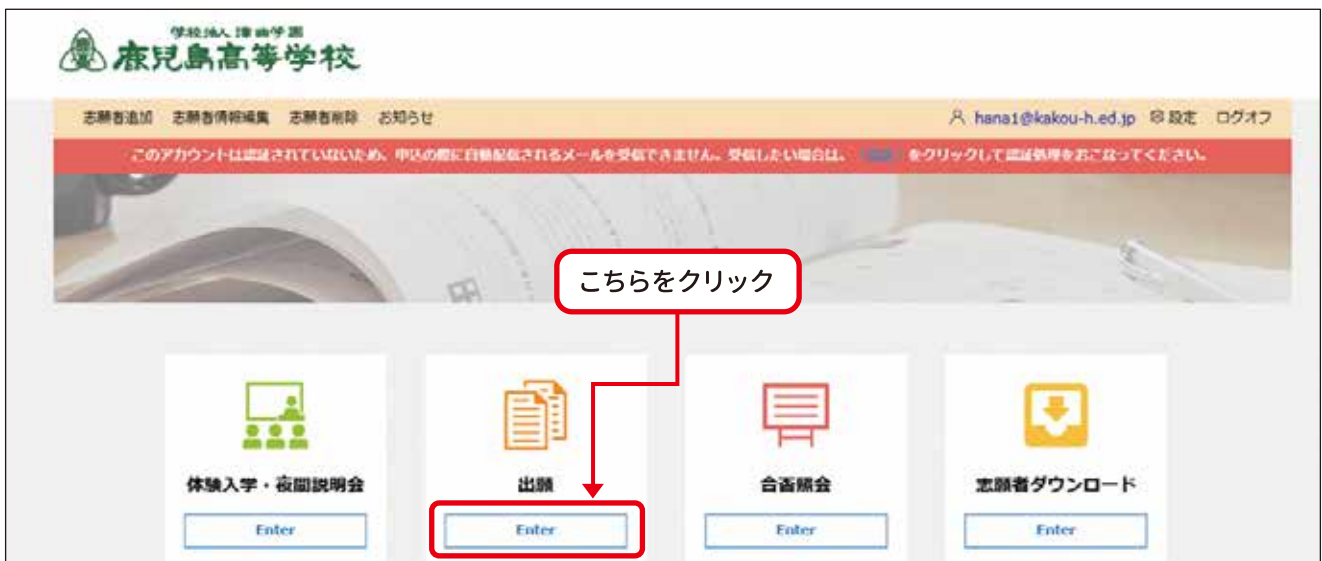 学校法人 津曲学園
鹿児島高等学校
志願者追加 志願者情報編集 志願者削除 お知らせ hana1@kakou-h.ed.jp 設定 ログオフ
このアカウントは認証されていないため、申込の際に自動配信されるメールを受信できません。受信したい場合は、 をクリックして認証処理をおこなってください。
こちらをクリック
体験入学・夜間説明会 出願 合否照会 志願者ダウンロード
Enter Enter Enter Enter